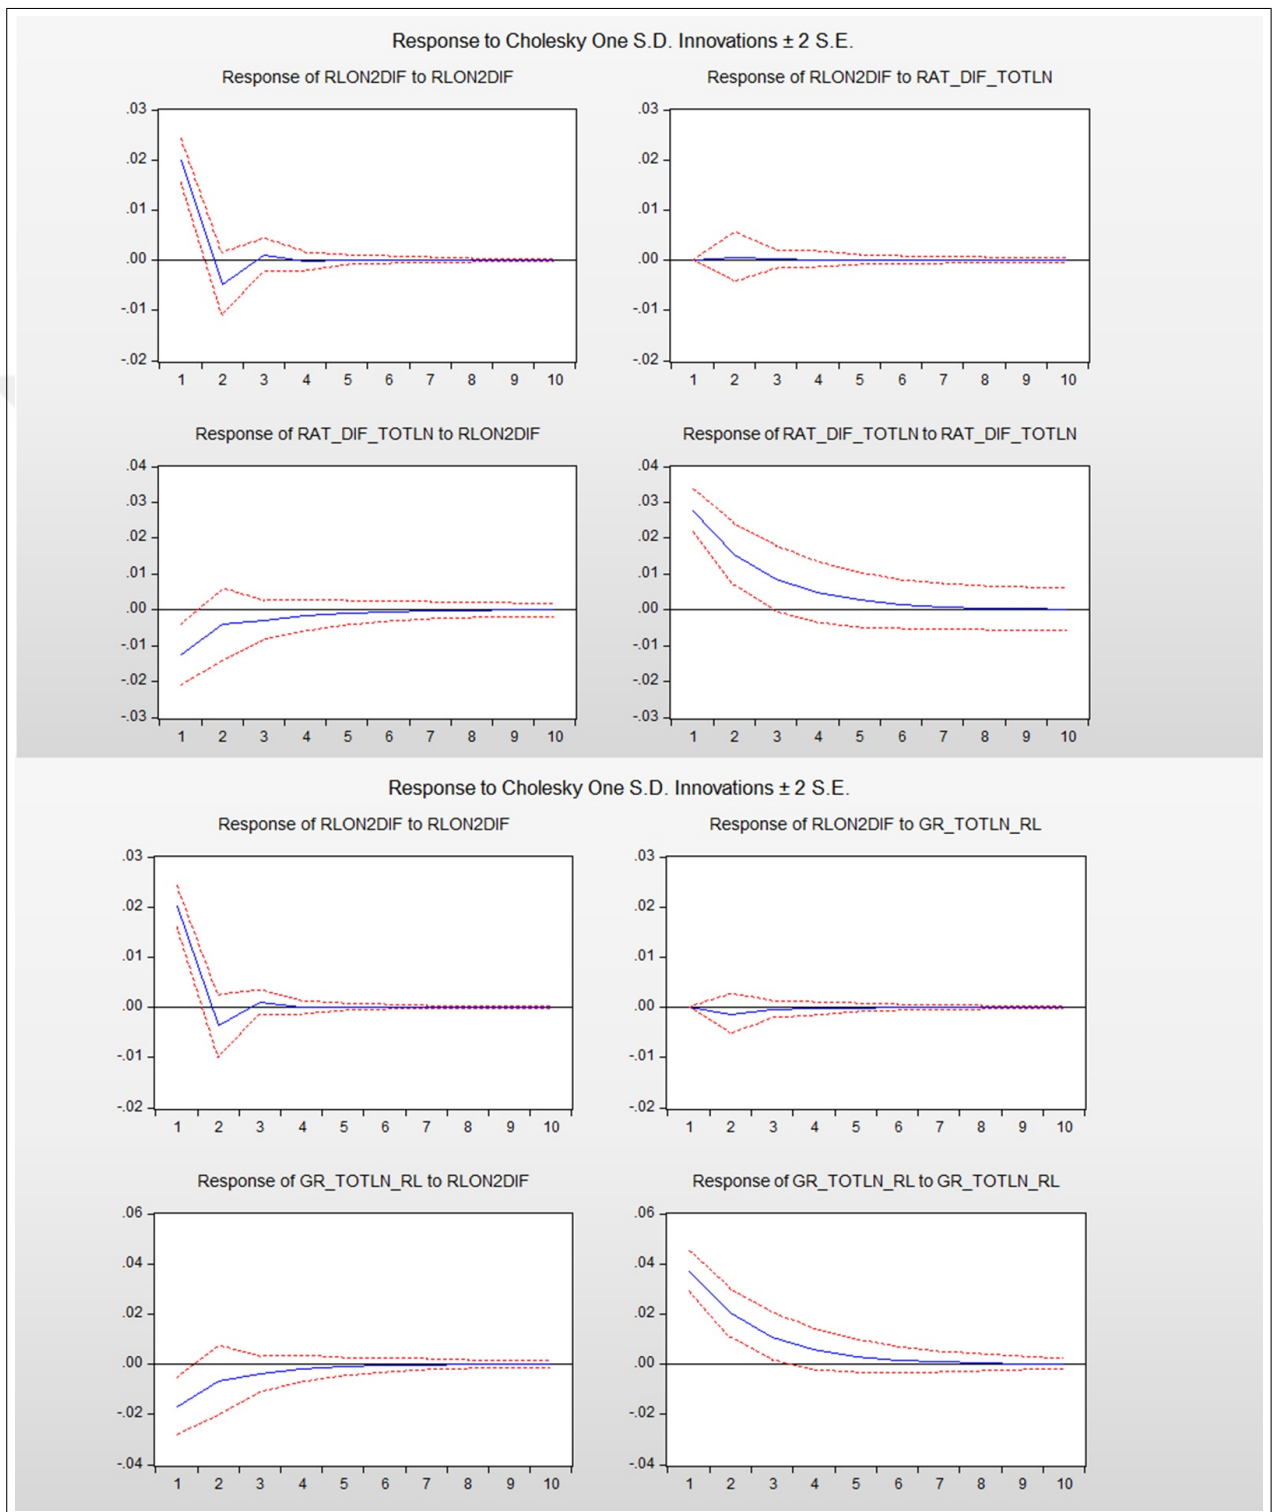 Response to Cholesky One S.D. Innovations ± 2 S.E.
Response of RLON2DIF to RLON2DIF
Response of RLON2DIF to RAT_DIF_TOTLN
.03
.02
.01
.00
-.01
-.02
1 2 3 4 5 6 7 8 9 10
.03
.02
.01
.00
-.01
-.02
1 2 3 4 5 6 7 8 9 10
Response of RAT_DIF_TOTLN to RLON2DIF
Response of RAT_DIF_TOTLN to RAT_DIF_TOTLN
.04
.03
.02
.01
.00
-.01
-.02
-.03
1 2 3 4 5 6 7 8 9 10
.04
.03
.02
.01
.00
-.01
-.02
-.03
1 2 3 4 5 6 7 8 9 10
Response to Cholesky One S.D. Innovations ± 2 S.E.
Response of RLON2DIF to RLON2DIF
Response of RLON2DIF to GR_TOTLN_RL
.03
.02
.01
.00
-.01
-.02
1 2 3 4 5 6 7 8 9 10
.03
.02
.01
.00
-.01
-.02
1 2 3 4 5 6 7 8 9 10
Response of GR_TOTLN_RL to RLON2DIF
Response of GR_TOTLN_RL to GR_TOTLN_RL
.06
.04
.02
.00
-.02
-.04
1 2 3 4 5 6 7 8 9 10
.06
.04
.02
.00
-.02
-.04
1 2 3 4 5 6 7 8 9 10